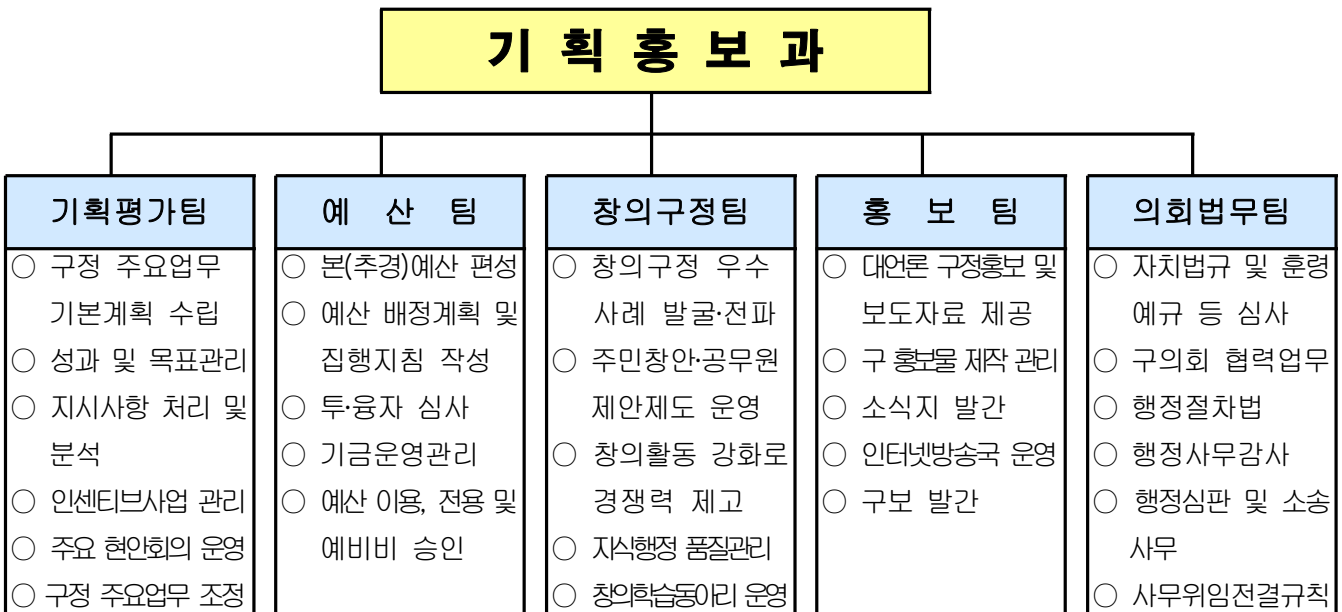 기 획 홍 보 과
기획평가팀
○ 구정 주요업무
기본계획 수립
○ 성과 및 목표관리
○ 지시사항 처리 및
분석
○ 인센티브사업 관리
○ 주요 현안회의 운영
○ 구정 주요업무 조정
예 산 팀
○ 본(추경)예산 편성
○ 예산 배정계획 및
집행지침 작성
○ 투·융자 심사
○ 기금운영관리
○ 예산 이용, 전용 및
예비비 승인
창의구정팀
○ 창의구정 우수
사례 발굴·전파
○ 주민창안·공무원
제안제도 운영
○ 창의활동 강화로
경쟁력 제고
○ 지식행정 품질관리
○ 창의학습동아리 운영
홍 보 팀
○ 대언론 구정홍보 및
보도자료 제공
○ 구 홍보물 제작 관리
○ 소식지 발간
○ 인터넷방송국 운영
○ 구보 발간
의회법무팀
○ 자치법규 및 훈령
예규 등 심사
○ 구의회 협력업무
○ 행정절차법
○ 행정사무감사
○ 행정심판 및 소송
사무
○ 사무위임전결규칙